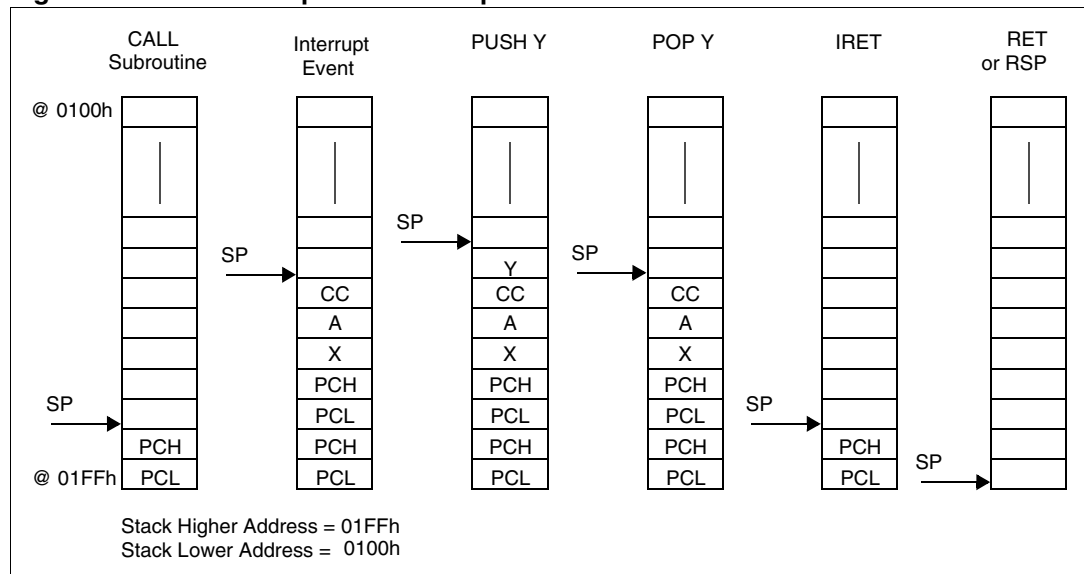 CALL
Subroutine
Interrupt
Event
PUSH Y
POP Y
IRET
RET
or RSP
@ 0100h
SP
SP
SP
SP
SP
SP
@ 01FFh
PCH
PCL
CC
A
X
PCH
PCL
PCH
PCL
Y
CC
A
X
PCH
PCL
PCH
PCL
CC
A
X
PCH
PCL
PCH
PCL
PCH
PCL
Stack Higher Address = 01FFh
Stack Lower Address = 0100h